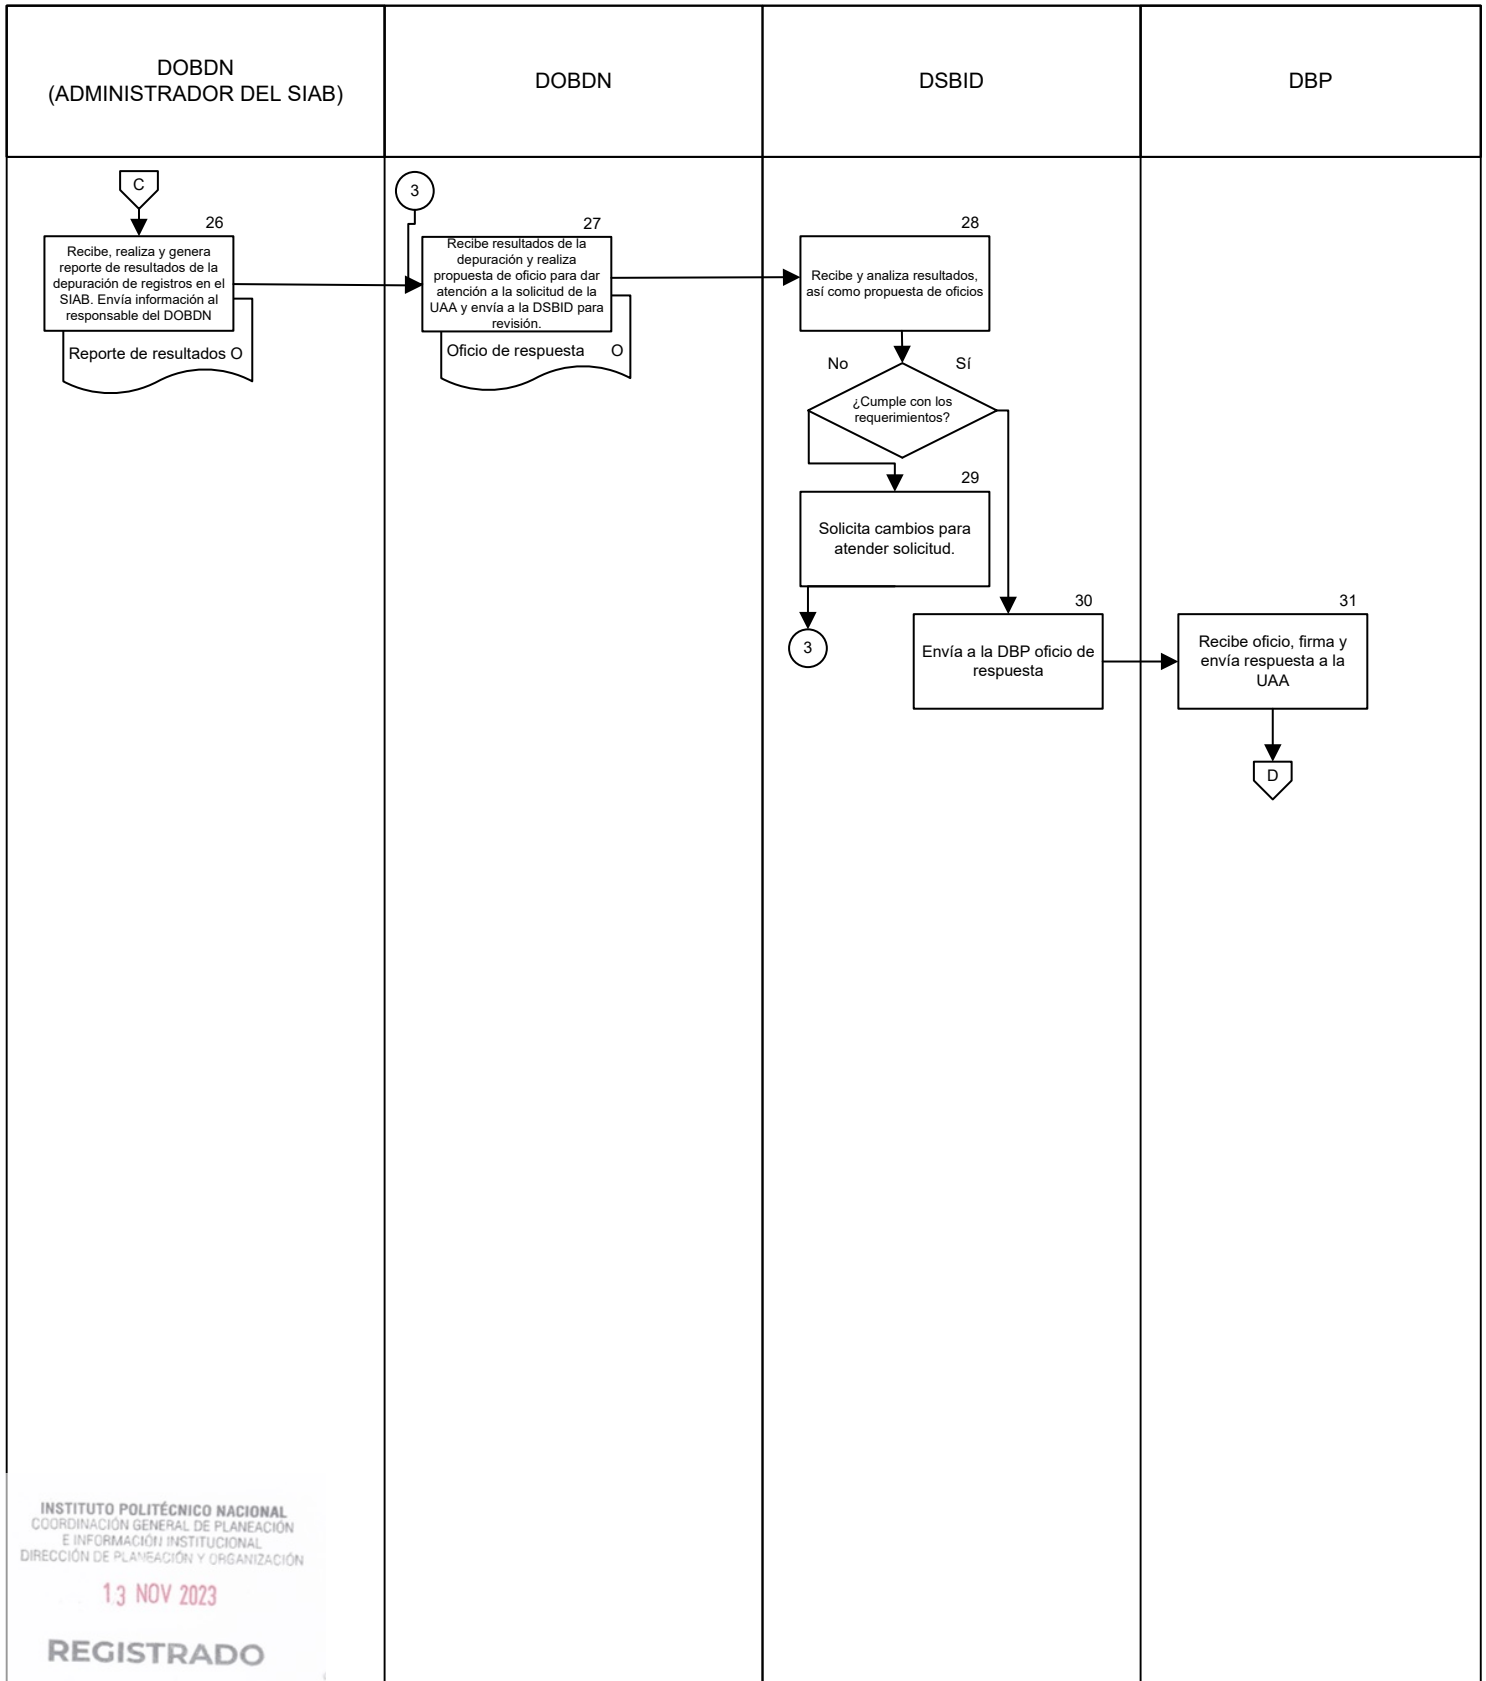 DOBDN
(ADMINISTRADOR DEL SIAB)
DOBDN
DSBID
DBP
C
26
Recibe, realiza y genera
reporte de resultados de la
depuración de registros en el
SIAB. Envía información al
responsable del DOBDN
Reporte de resultados O
3
27
Recibe resultados de la
depuración y realiza
propuesta de oficio para dar
atención a la solicitud de la
UAA y envía a la DSBID para
revisión.
Oficio de respuesta O
28
Recibe y analiza resultados,
así como propuesta de oficios
No
Sí
¿Cumple con los
requerimientos?
29
Solicita cambios para
atender solicitud.
3
30
Envía a la DBP oficio de
respuesta
31
Recibe oficio, firma y
envía respuesta a la
UAA
D
INSTITUTO POLITÉCNICO NACIONAL
COORDINACIÓN GENERAL DE PLANEACIÓN
E INFORMACIÓN INSTITUCIONAL
DIRECCIÓN DE PLANEACIÓN Y ORGANIZACIÓN
13 NOV 2023
REGISTRADO